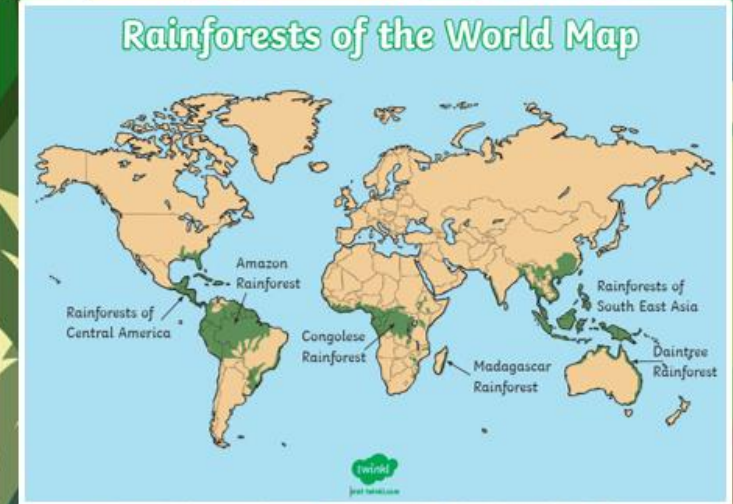 Rainforests of the World Map
Amazon
Rainforest
Rainforests of
Central America
Congolese
Rainforest
Madagascar
Rainforest
Rainforests of
South East Asia
Daintree
Rainforest
twinkl